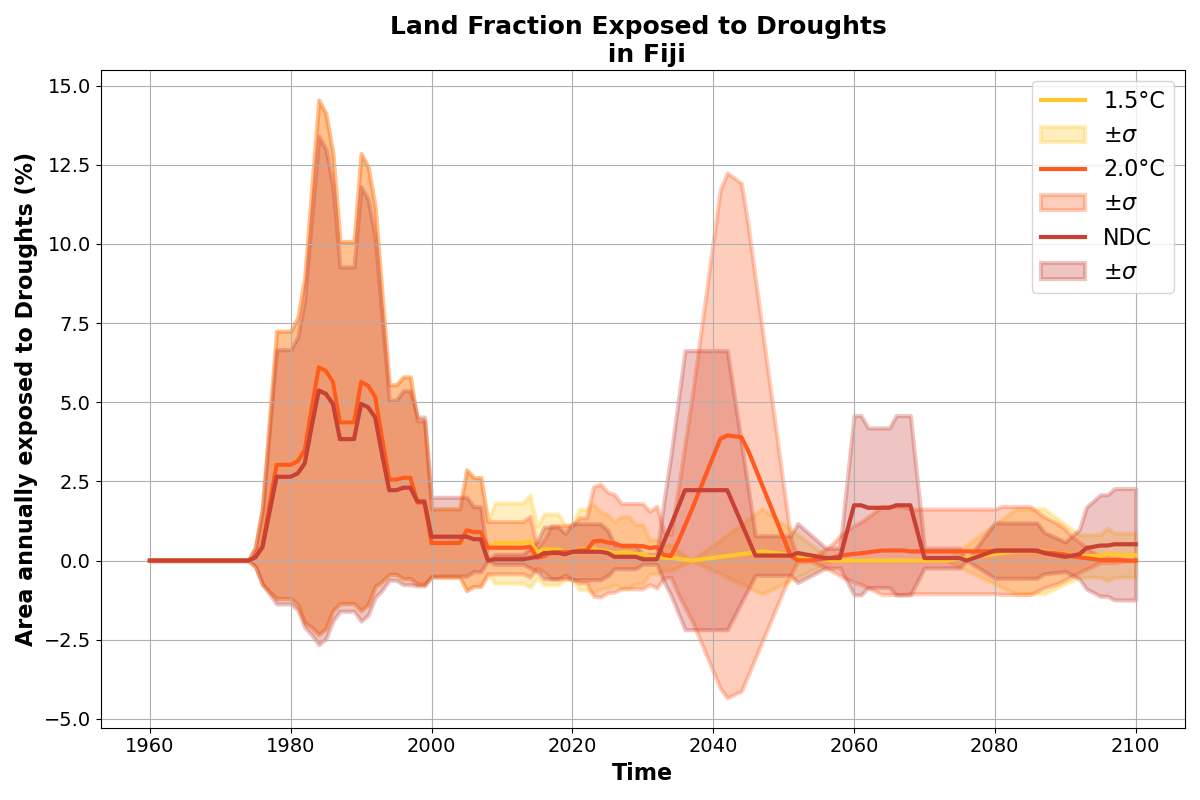 Land Fraction Exposed to Droughts
in Fiji
Area annually exposed to Droughts (%)
15.0
12.5
10.0
7.5
5.0
2.5
0.0
−2.5
−5.0
1.5°C
±σ
2.0°C
±σ
NDC
±σ
1960 1980 2000 2020 2040 2060 2080 2100
Time